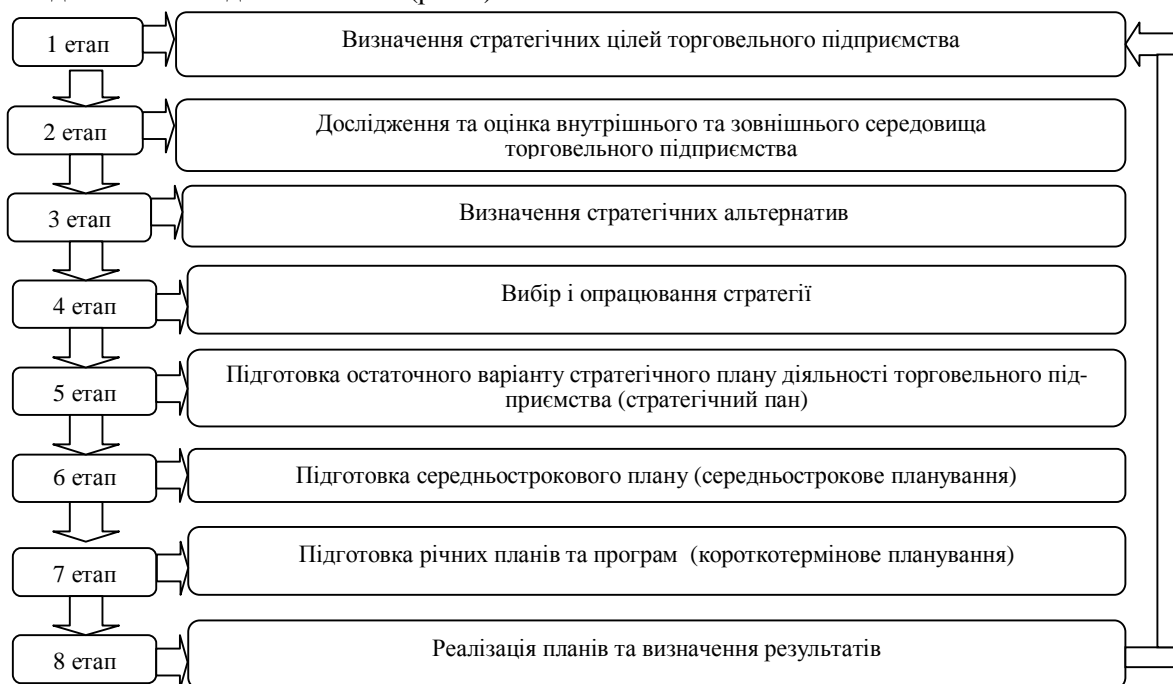 1 етап
Визначення стратегічних цілей торговельного підприємства
2 етап
Дослідження та оцінка внутрішнього та зовнішнього середовища
торговельного підприємства
3 етап
Визначення стратегічних альтернатив
4 етап
Вибір і опрацювання стратегії
5 етап
Підготовка остаточного варіанту стратегічного плану діяльності торговельного під-
приємства (стратегічний пан)
6 етап
Підготовка середньострокового плану (середньострокове планування)
7 етап
Підготовка річних планів та програм (короткотермінове планування)
8 етап
Реалізація планів та визначення результатів